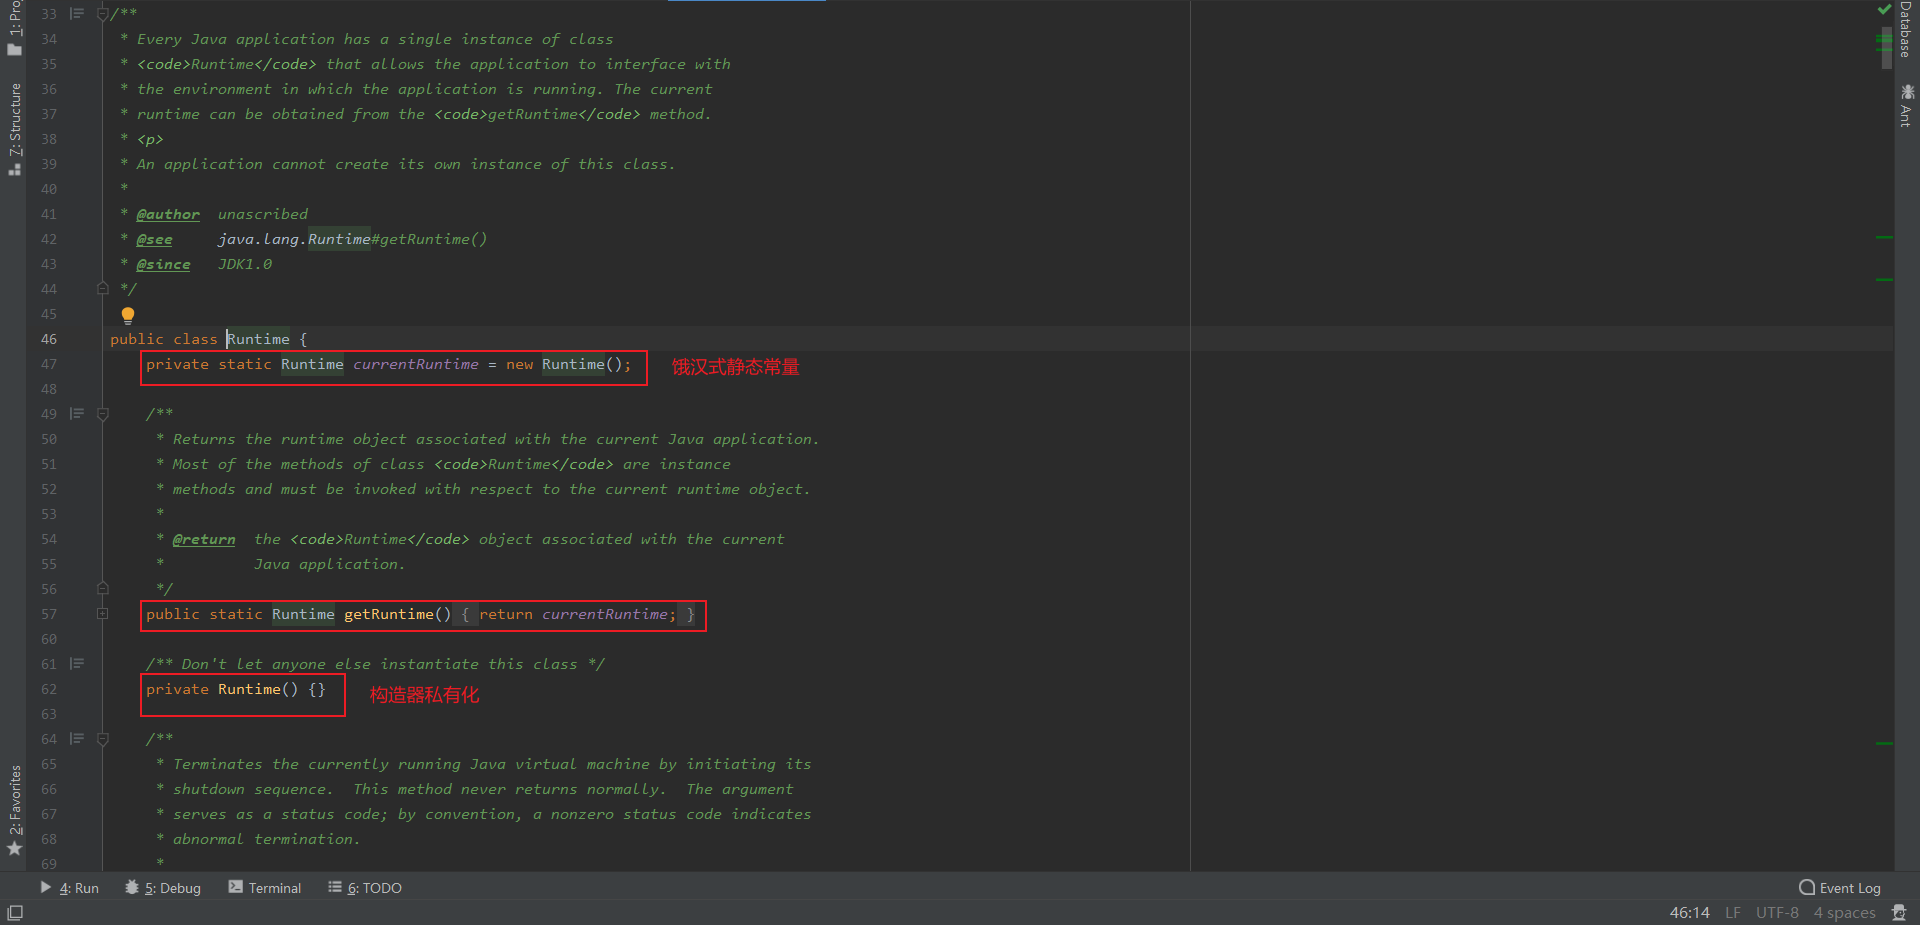 1: Pro
7: Structure
2: Favorites
33 /**
34 * Every Java application has a single instance of class
35 * <code>Runtime</code> that allows the application to interface with
36 * the environment in which the application is running. The current
37 * runtime can be obtained from the <code>getRuntime</code> method.
38 * <p>
39 * An application cannot create its own instance of this class.
40 *
41 * @author  unascribed
42 * @see     java.lang.Runtime#getRuntime()
43 * @since   JDK1.0
44 */
45
46 public class Runtime {
47 private static Runtime currentRuntime = new Runtime(); 饿汉式静态常量
48
49 /**
50 * Returns the runtime object associated with the current Java application.
51 * Most of the methods of class <code>Runtime</code> are instance
52 * methods and must be invoked with respect to the current runtime object.
53 *
54 * @return  the <code>Runtime</code> object associated with the current
55 *          Java application.
56 */
57 public static Runtime getRuntime() { return currentRuntime; }
60
61 /** Don't let anyone else instantiate this class */
62 private Runtime() {} 构造器私有化
63
64 /**
65 * Terminates the currently running Java virtual machine by initiating its
66 * shutdown sequence.  This method never returns normally.  The argument
67 * serves as a status code; by convention, a nonzero status code indicates
68 * abnormal termination.
69 *
Database
Ant
4: Run 5: Debug Terminal 6: TODO Event Log
46:14 LF UTF-8 4 spaces